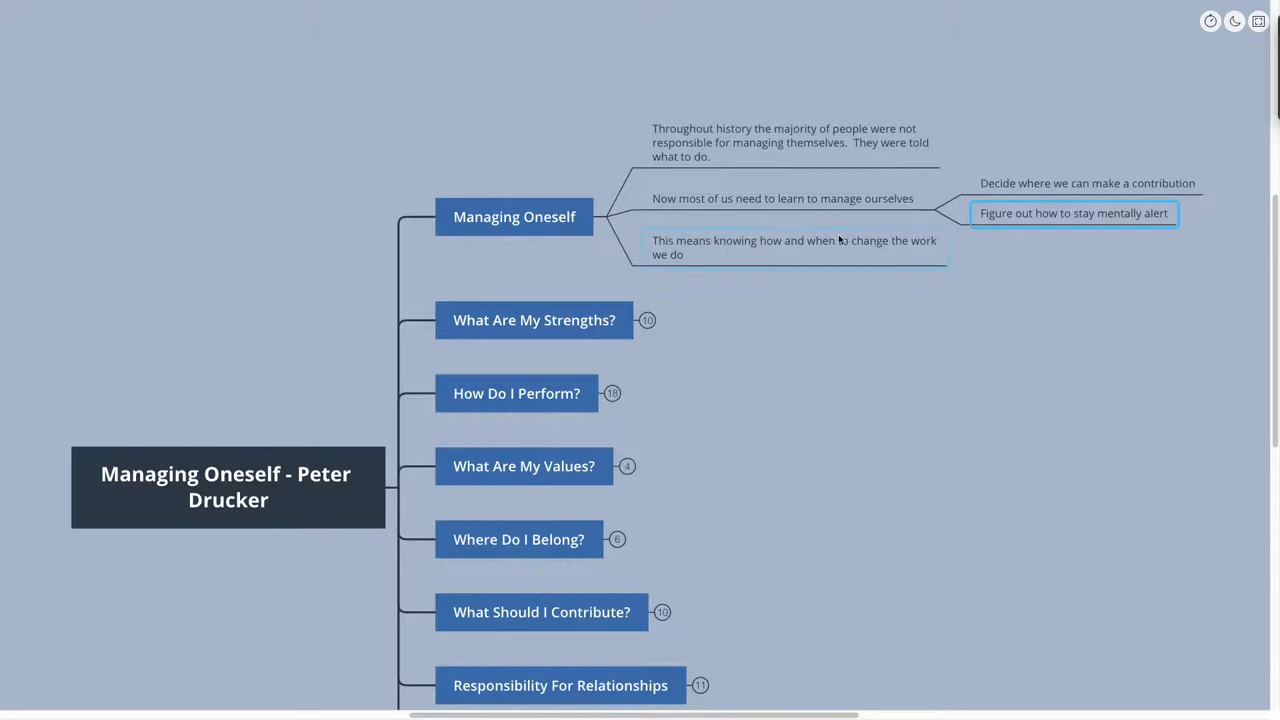 Throughout history the majority of people were not
responsible for managing themselves. They were told
what to do.
Decide where we can make a contribution
Now most of us need to learn to manage ourselves
Figure out how to stay mentally alert
Managing Oneself
This means knowing how and when to change the work
we do
What Are My Strengths?
10
How Do I Perform?
18
What Are My Values?
4
Managing Oneself - Peter
Drucker
Where Do I Belong?
6
What Should I Contribute?
10
Responsibility For Relationships
11